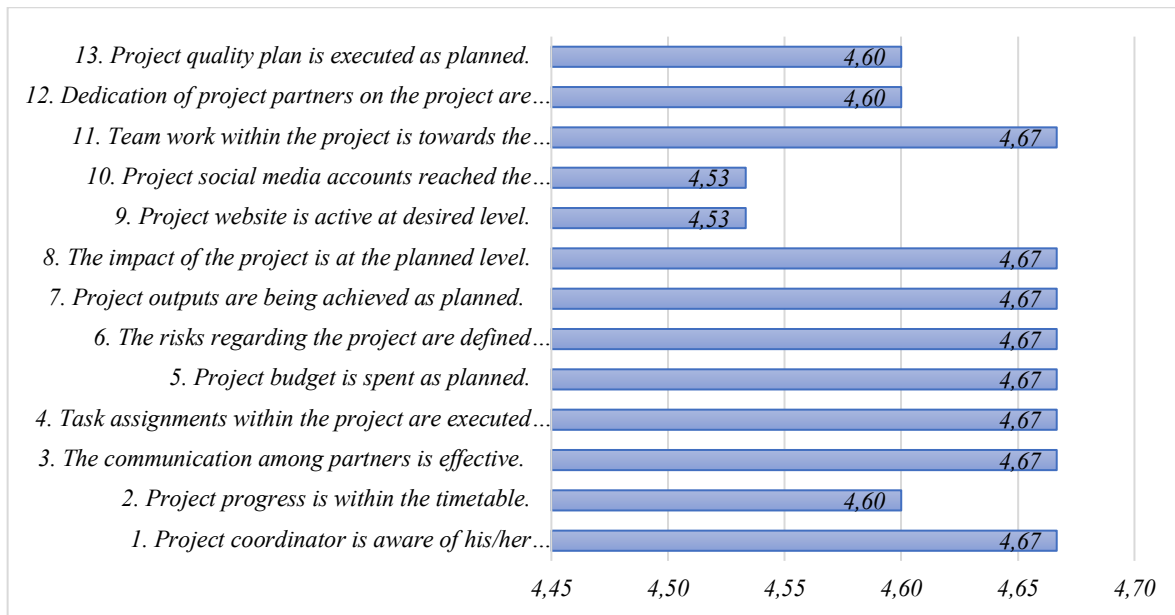 13. Project quality plan is executed as planned. 4,60
12. Dedication of project partners on the project are... 4,60
11. Team work within the project is towards the... 4,67
10. Project social media accounts reached the... 4,53
9. Project website is active at desired level. 4,53
8. The impact of the project is at the planned level. 4,67
7. Project outputs are being achieved as planned. 4,67
6. The risks regarding the project are defined... 4,67
5. Project budget is spent as planned. 4,67
4. Task assignments within the project are executed... 4,67
3. The communication among partners is effective. 4,67
2. Project progress is within the timetable. 4,60
1. Project coordinator is aware of his/her... 4,67
4,45 4,50 4,55 4,60 4,65 4,70